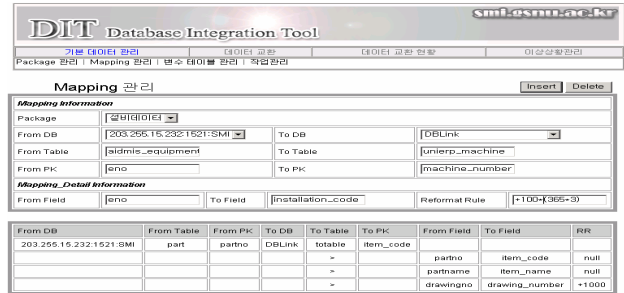 smi.gsnu.ac.kr
DIT Database Integration Tool
기본 데이터 관리 데이터 교환 데이터 교환 현황 이상상황관리
Package 관리 | Mapping 관리 | 변수 테이블 관리 | 작업관리
Mapping 관리 Insert Delete
Mapping Information
Package 설비데이터
From DB 203.255.15.232:1521:SMI To DB DBLink
From Table aidmis_equipment To Table unierp_machine
From PK eno To PK machine_number
Mapping_Detail Information
From Field eno To Field installation_code Reformat Rule +100+(365+3)
From DB From Table From PK To DB To Table To PK From Field To Field RR
203.255.15.232:1521:SMI part partno DBLink totable item_code
> partno item_code null
> partname item_name null
> drawingno drawing_number +1000